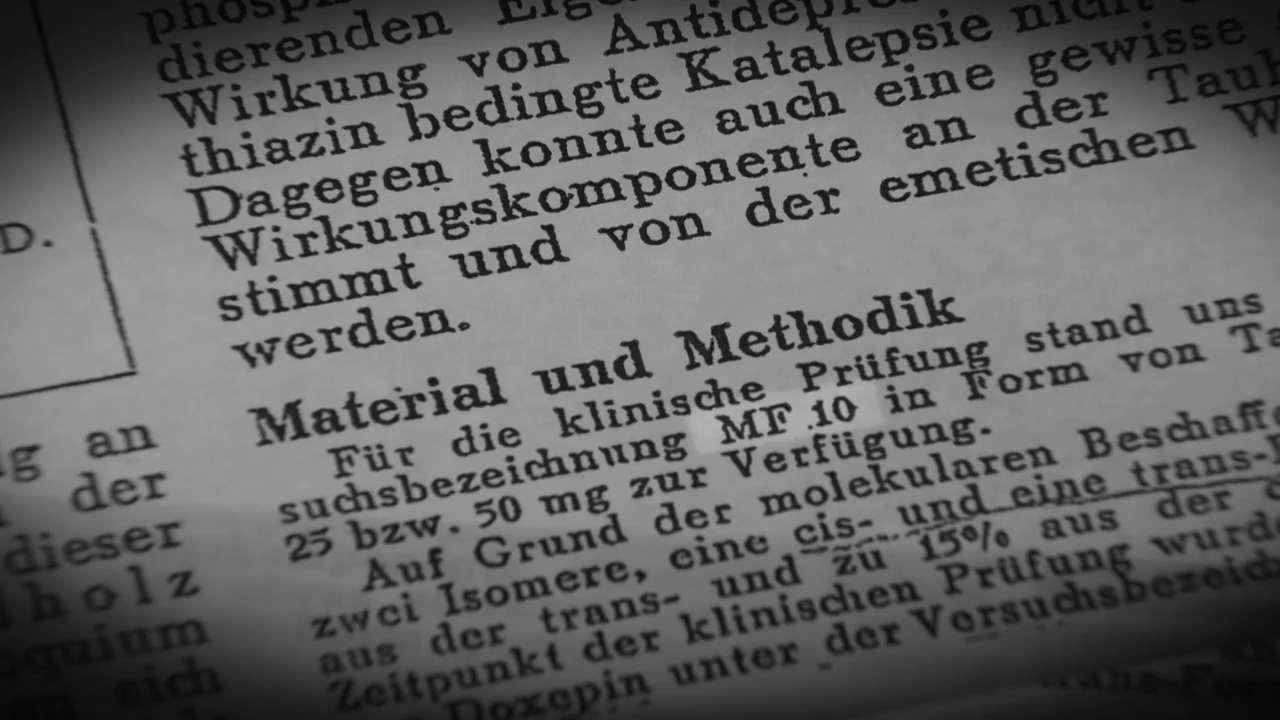 dierenden
Wirkung von
thiazin bedingte Katalepsie nicht
Dagegen konnte auch eine gewisse
Wirkungskomponente an der
stimmt und von der emetischen W
werden.
D.
Material und Methodik
Für die klinische Prüfung stand uns
suchsbezeichnung MF 10 in Form von Ta
25 bzw. 50 mg zur Verfügung.
Auf Grund der molekularen Beschaff
zwei Isomere, eine cis- und eine trans-
aus der trans- und zu 15% aus der
Zeitpunkt der klinischen Prüfung wurd
Doxepin unter der Versuchsbezeich
an
der
dieser
holz
quium
sich